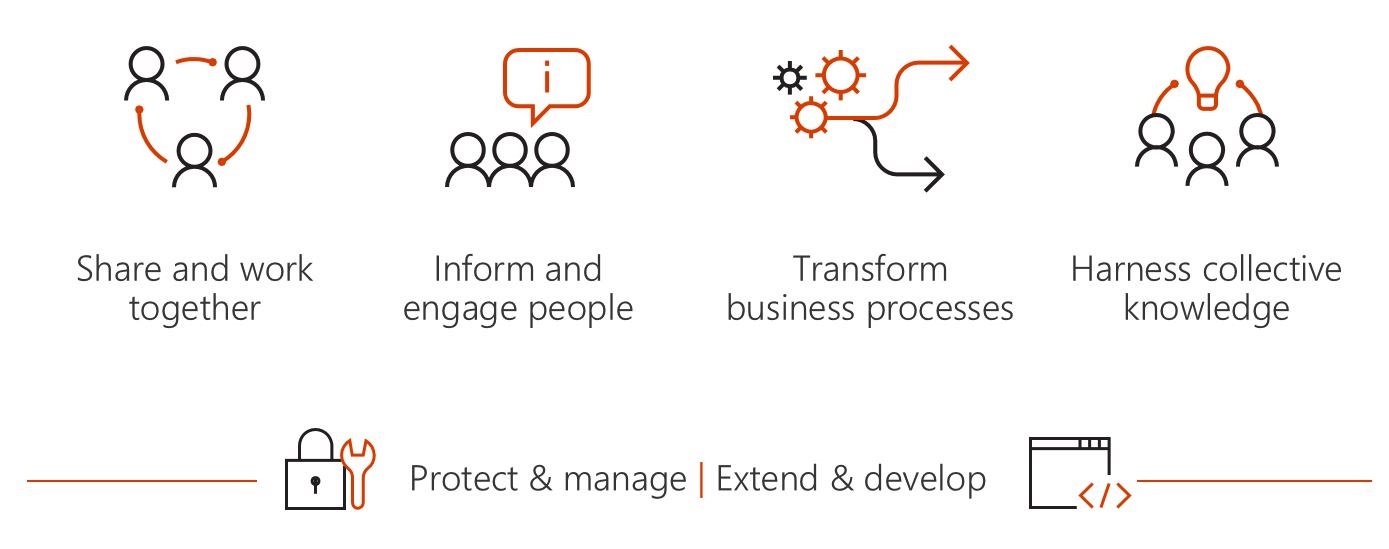 i
Share and work
together
Inform and
engage people
Transform
business processes
Harness collective
knowledge
Protect & manage | Extend & develop
</>